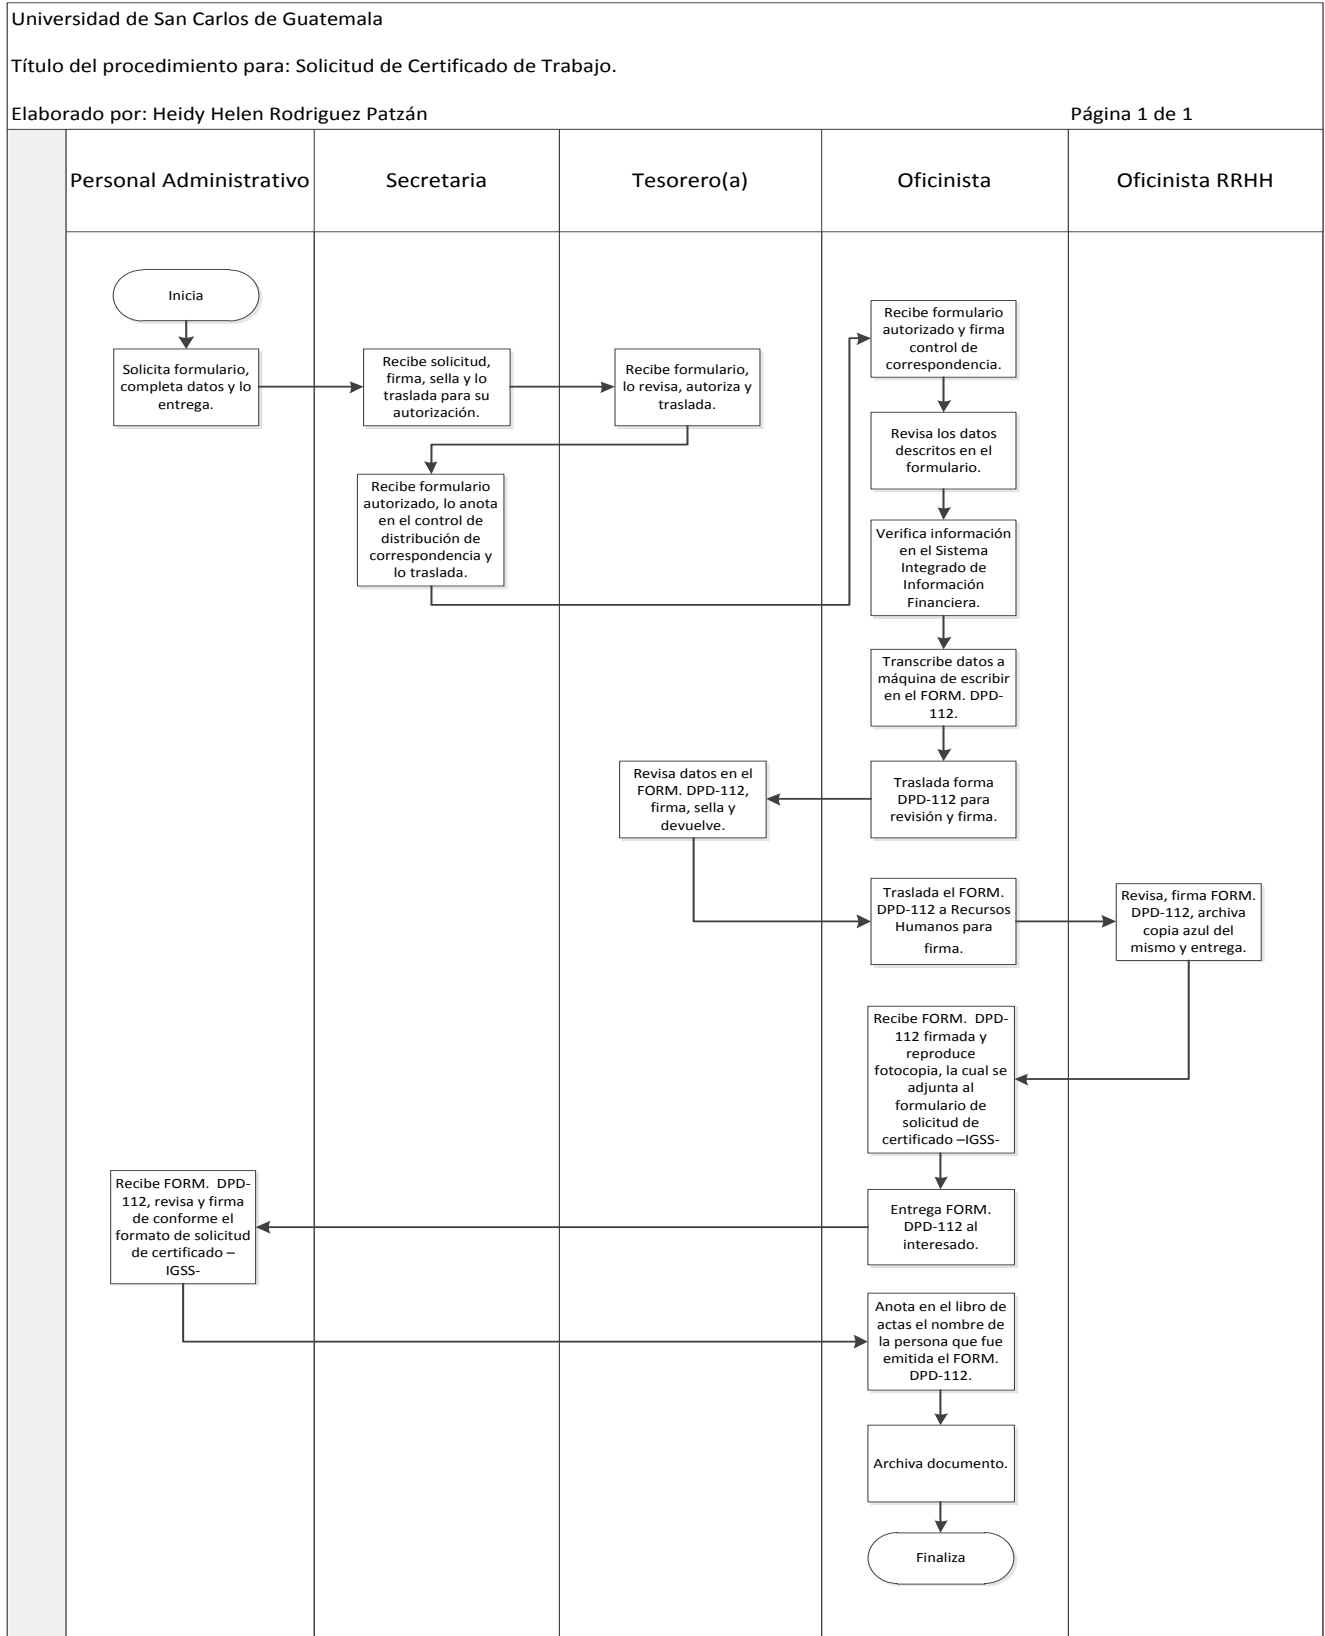 Universidad de San Carlos de Guatemala
Título del procedimiento para: Solicitud de Certificado de Trabajo.
Elaborado por: Heidy Helen Rodriguez Patzán
Página 1 de 1
Personal Administrativo
Secretaria
Tesorero(a)
Oficinista
Oficinista RRHH
Inicia
Solicita formulario,
completa datos y lo
entrega.
Recibe solicitud,
firma, sella y lo
traslada para su
autorización.
Recibe formulario,
lo revisa, autoriza y
traslada.
Recibe formulario
autorizado, lo anota
en el control de
distribución de
correspondencia y
lo traslada.
Recibe formulario
autorizado y firma
control de
correspondencia.
Revisa los datos
descritos en el
formulario.
Verifica información
en el Sistema
Integrado de
Información
Financiera.
Transcribe datos a
máquina de escribir
en el FORM. DPD-
112.
Traslada forma
DPD-112 para
revisión y firma.
Revisa datos en el
FORM. DPD-112,
firma, sella y
devuelve.
Traslada el FORM.
DPD-112 a Recursos
Humanos para
firma.
Revisa, firma FORM.
DPD-112, archiva
copia azul del
mismo y entrega.
Recibe FORM. DPD-
112 firmada y
reproduce
fotocopia, la cual se
adjunta al
formulario de
solicitud de
certificado –IGSS-
Entrega FORM.
DPD-112 al
interesado.
Recibe FORM. DPD-
112, revisa y firma
de conforme el
formato de solicitud
de certificado –
IGSS-
Anota en el libro de
actas el nombre de
la persona que fue
emitida el FORM.
DPD-112.
Archiva documento.
Finaliza